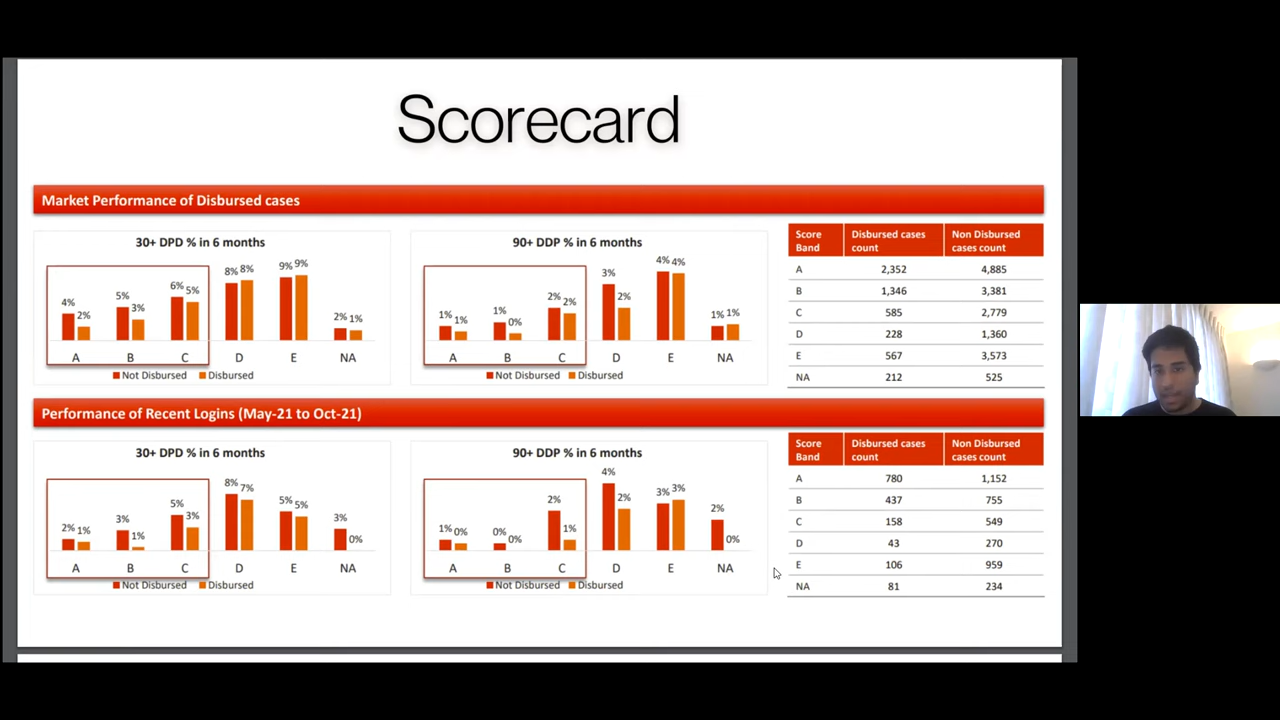 Scorecard
Market Performance of Disbursed cases
30+ DPD % in 6 months
4% 2% 5% 3% 6% 5% 8% 8% 9% 9% 2% 1%
A B C D E NA
Not Disbursed Disbursed
90+ DDP % in 6 months
1% 1% 1% 0% 2% 2% 3% 2% 4% 4% 1% 1%
A B C D E NA
Not Disbursed Disbursed
Score Band Disbursed cases count Non Disbursed cases count
A 2,352 4,885
B 1,346 3,381
C 585 2,779
D 228 1,360
E 567 3,573
NA 212 525
Performance of Recent Logins (May-21 to Oct-21)
30+ DPD % in 6 months
2% 1% 3% 1% 5% 3% 8% 7% 5% 5% 3% 0%
A B C D E NA
Not Disbursed Disbursed
90+ DDP % in 6 months
1% 0% 0% 0% 2% 1% 4% 2% 3% 3% 2% 0%
A B C D E NA
Not Disbursed Disbursed
Score Band Disbursed cases count Non Disbursed cases count
A 780 1,152
B 437 755
C 158 549
D 43 270
E 106 959
NA 81 234